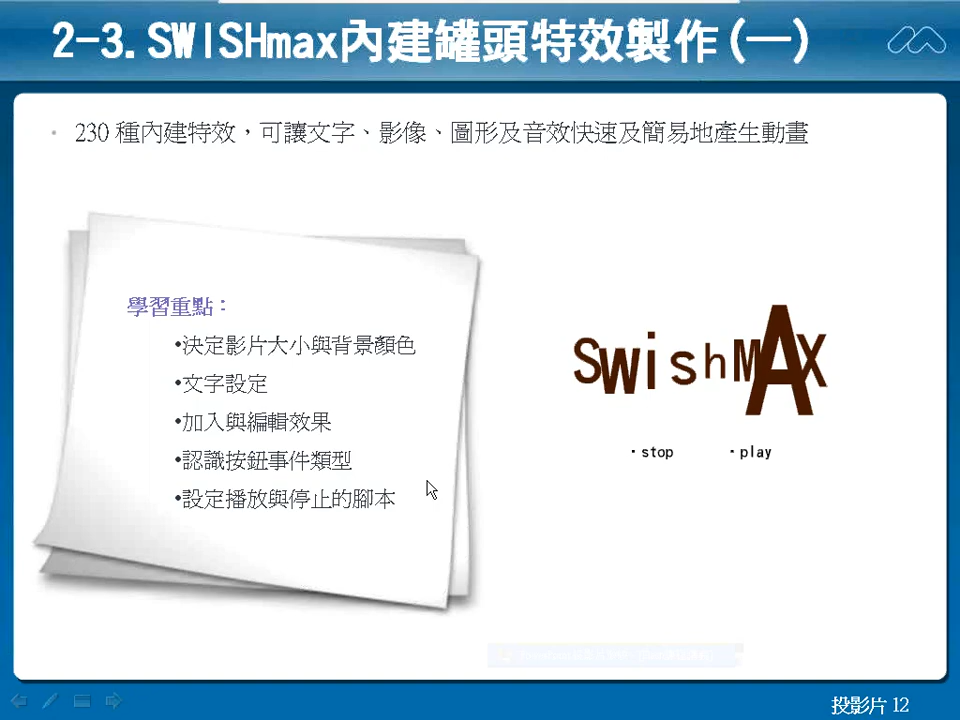 2-3.SWISHmax內建罐頭特效製作(一)
• 230 種內建特效，可讓文字、影像、圖形及音效快速及簡易地產生動畫
學習重點：
•決定影片大小與背景顏色
•文字設定
•加入與編輯效果
•認識按鈕事件類型
•設定播放與停止的腳本
SwishMAX
·stop ·play
投影片 12